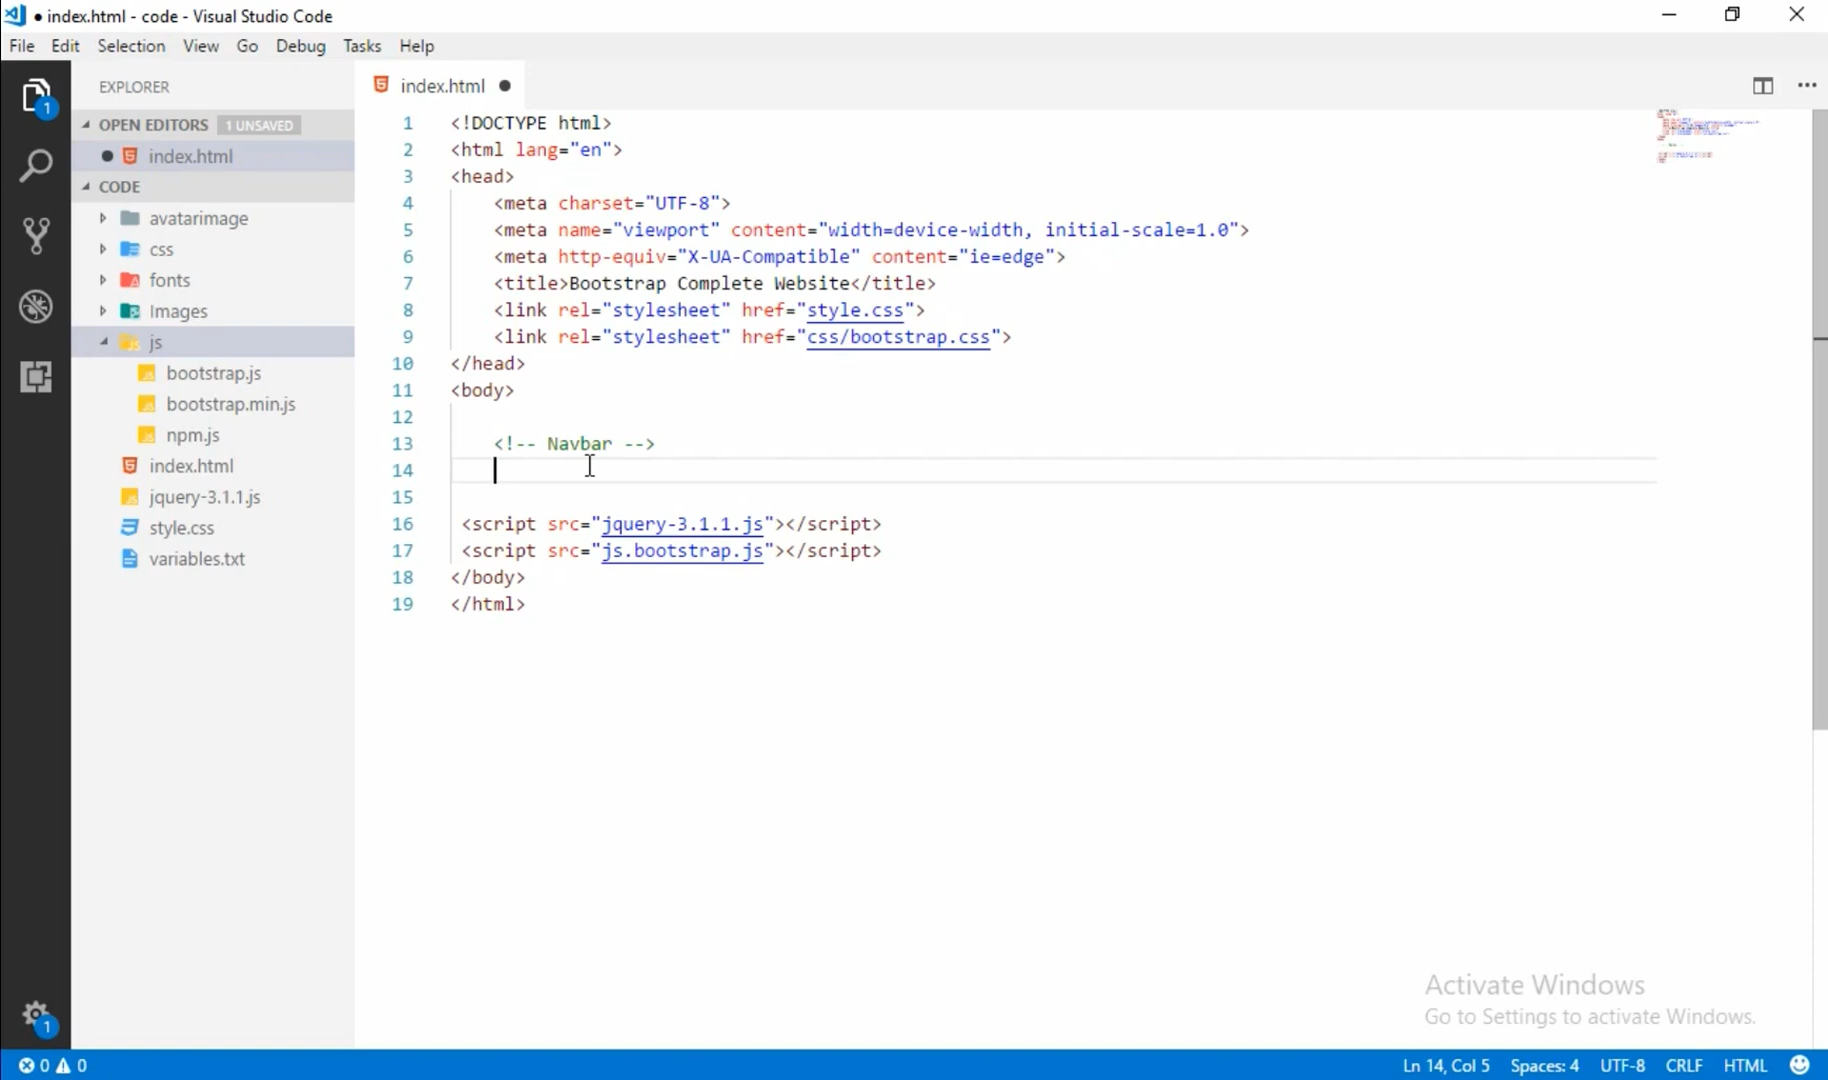 ● index.html - code - Visual Studio Code
File Edit Selection View Go Debug Tasks Help
1
EXPLORER
OPEN EDITORS 1 UNSAVED
● index.html
CODE
avatarimage
css
fonts
Images
js
bootstrap.js
bootstrap.min.js
npm.js
index.html
jquery-3.1.1.js
style.css
variables.txt
1
index.html ●
1 <!DOCTYPE html>
2 <html lang="en">
3 <head>
4 <meta charset="UTF-8">
5 <meta name="viewport" content="width=device-width, initial-scale=1.0">
6 <meta http-equiv="X-UA-Compatible" content="ie=edge">
7 <title>Bootstrap Complete Website</title>
8 <link rel="stylesheet" href="style.css">
9 <link rel="stylesheet" href="css/bootstrap.css">
10 </head>
11 <body>
12
13 <!-- Navbar -->
14
15
16 <script src="jquery-3.1.1.js"></script>
17 <script src="js.bootstrap.js"></script>
18 </body>
19 </html>
Activate Windows
Go to Settings to activate Windows.
0 0 Ln 14, Col 5 Spaces: 4 UTF-8 CRLF HTML